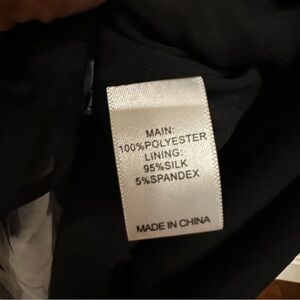 MAIN:
100%POLYESTER
LINING:
95%SILK
5%SPANDEX
MADE IN CHINA